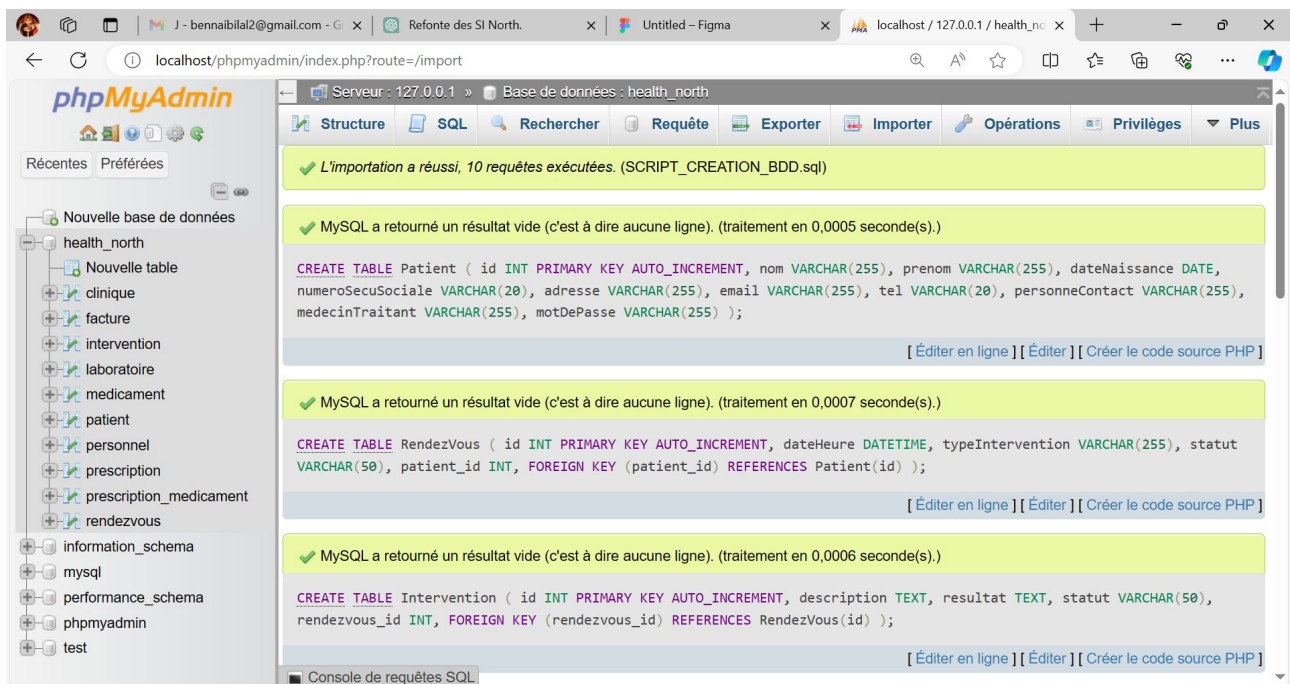 J - bennaibilal2@gmail.com - G
Refonte des SI North.
Untitled – Figma
localhost / 127.0.0.1 / health_no
localhost/phpmyadmin/index.php?route=/import
phpMyAdmin
Récentes Préférées
Nouvelle base de données
health_north
Nouvelle table
clinique
facture
intervention
laboratoire
medicament
patient
personnel
prescription
prescription_medicament
rendezvous
information_schema
mysql
performance_schema
phpmyadmin
test
Serveur : 127.0.0.1 » Base de données : health_north
Structure SQL Rechercher Requête Exporter Importer Opérations Privilèges Plus
L'importation a réussi, 10 requêtes exécutées. (SCRIPT_CREATION_BDD.sql)
MySQL a retourné un résultat vide (c'est à dire aucune ligne). (traitement en 0,0005 seconde(s).)
CREATE TABLE Patient ( id INT PRIMARY KEY AUTO_INCREMENT, nom VARCHAR(255), prenom VARCHAR(255), dateNaissance DATE,
numeroSecuSociale VARCHAR(20), adresse VARCHAR(255), email VARCHAR(255), tel VARCHAR(20), personneContact VARCHAR(255),
medecinTraitant VARCHAR(255), motDePasse VARCHAR(255) );
[ Éditer en ligne ] [ Éditer ] [ Créer le code source PHP ]
MySQL a retourné un résultat vide (c'est à dire aucune ligne). (traitement en 0,0007 seconde(s).)
CREATE TABLE RendezVous ( id INT PRIMARY KEY AUTO_INCREMENT, dateHeure DATETIME, typeIntervention VARCHAR(255), statut
VARCHAR(50), patient_id INT, FOREIGN KEY (patient_id) REFERENCES Patient(id) );
[ Éditer en ligne ] [ Éditer ] [ Créer le code source PHP ]
MySQL a retourné un résultat vide (c'est à dire aucune ligne). (traitement en 0,0006 seconde(s).)
CREATE TABLE Intervention ( id INT PRIMARY KEY AUTO_INCREMENT, description TEXT, resultat TEXT, statut VARCHAR(50),
rendezvous_id INT, FOREIGN KEY (rendezvous_id) REFERENCES RendezVous(id) );
[ Éditer en ligne ] [ Éditer ] [ Créer le code source PHP ]
Console de requêtes SQL